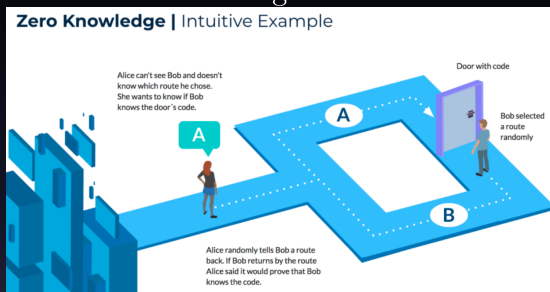 Zero Knowledge | Intuitive Example
Alice can't see Bob and doesn't
know which route he chose.
She wants to know if Bob
knows the door´s code.
A
A
Door with code
Bob selected
a route
randomly
B
Alice randomly tells Bob a route
back. If Bob returns by the route
Alice said it would prove that Bob
knows the code.